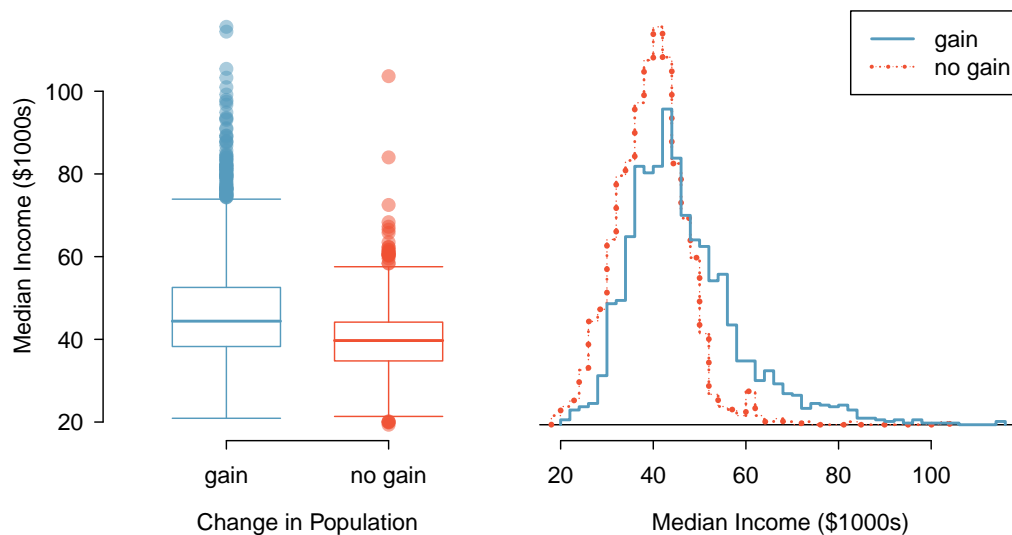 Median Income ($1000s)
100
80
60
40
20
gain
no gain
Change in Population
gain
no gain
20
40
60
80
100
Median Income ($1000s)